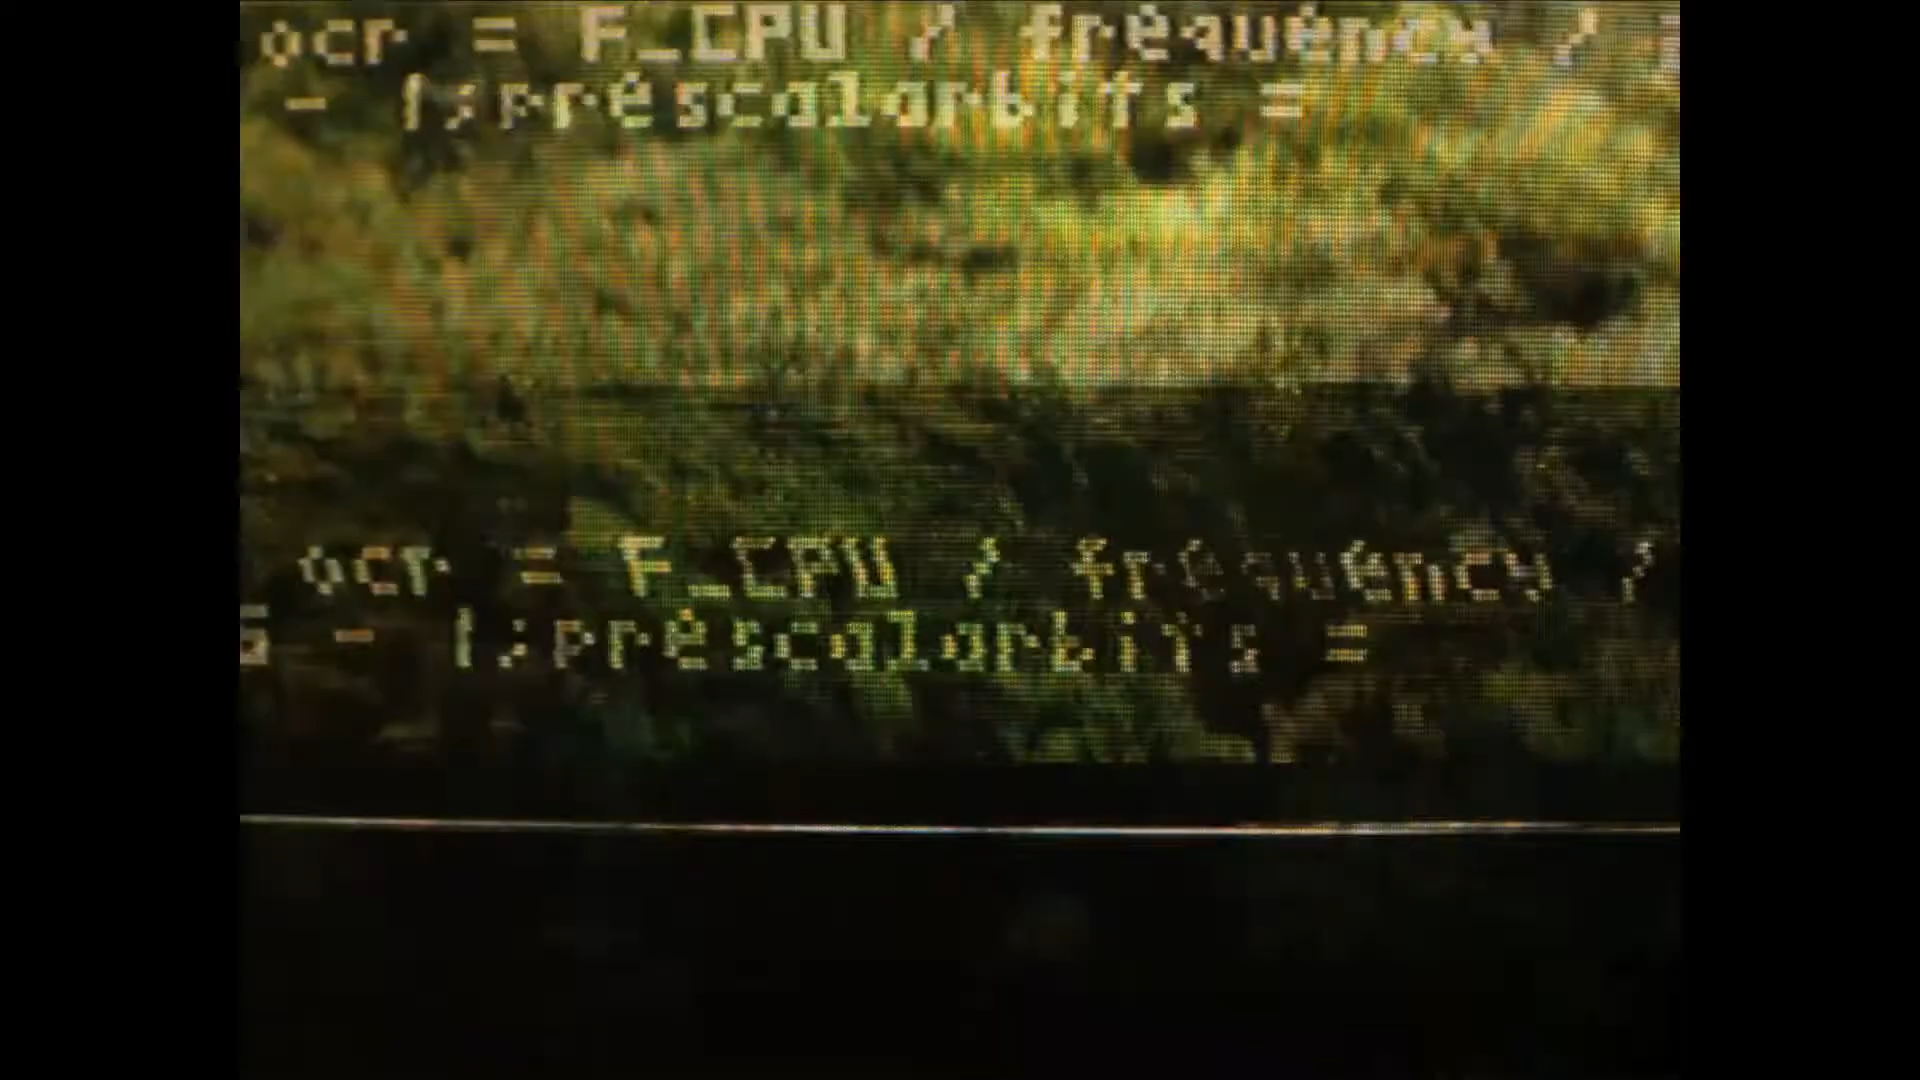 ocr = F_CPU / frequency /
- 1;prescalarbits =
ocr = F_CPU / frequency /
- 1;prescalarbits =